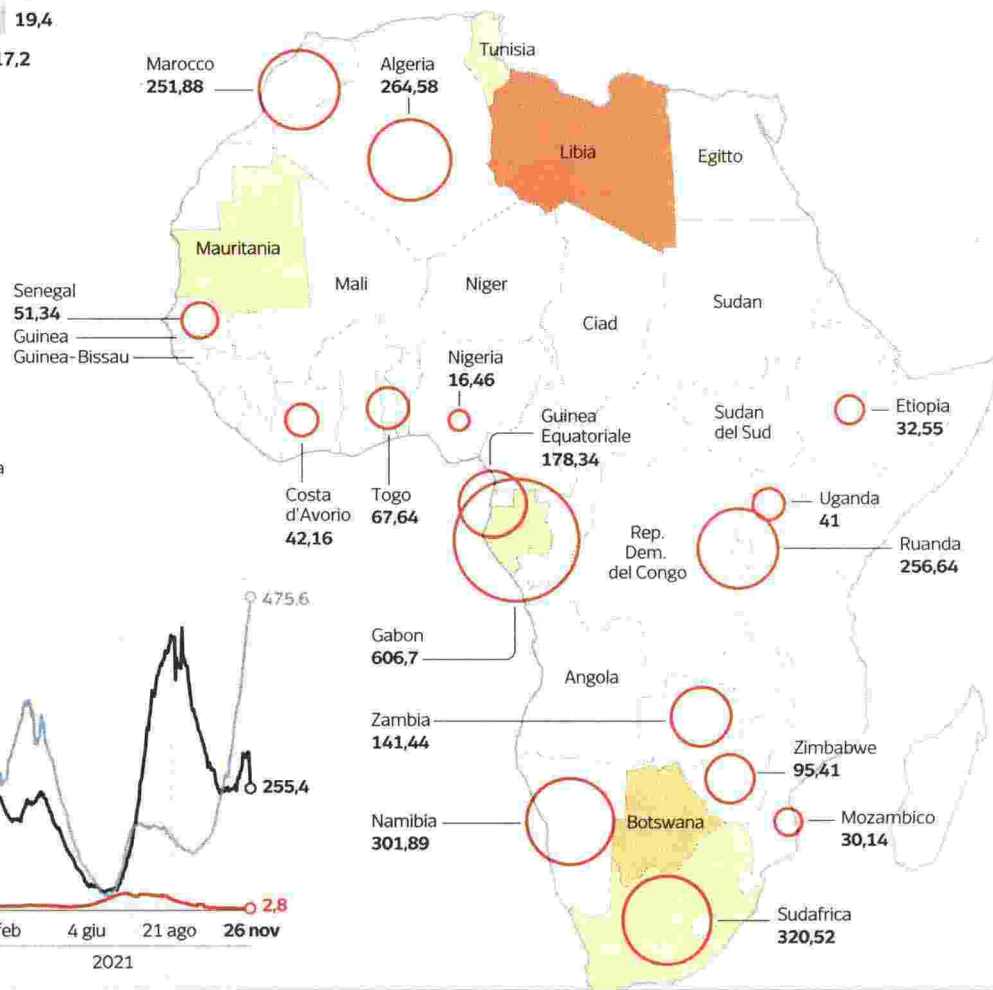 19,4
17,2
Tunisia
Marocco
251,88
Algeria
264,58
Libia
Egitto
Mauritania
Mali
Niger
Ciad
Sudan
Senegal
51,34
Guinea
Guinea-Bissau
Nigeria
16,46
Guinea
Equatoriale
178,34
Sudan
del Sud
Etiopia
32,55
Costa
d'Avorio
42,16
Togo
67,64
Uganda
41
Rep.
Dem.
del Congo
Ruanda
256,64
Gabon
606,7
Angola
Zambia
141,44
Zimbabwe
95,41
Namibia
301,89
Botswana
Mozambico
30,14
Sudafrica
320,52
475,6
255,4
2,8
feb
4 giu
21 ago
26 nov
2021